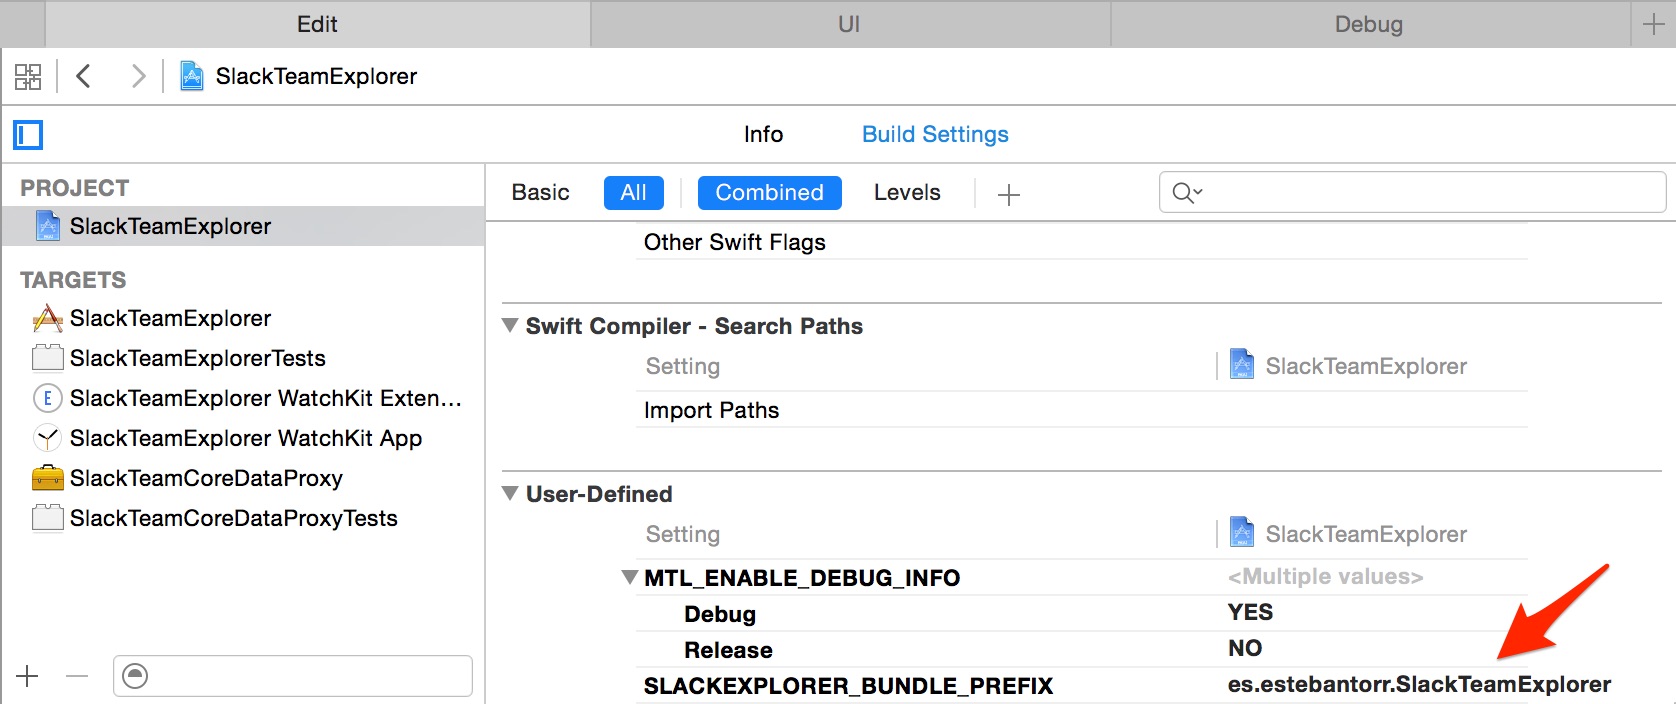 Edit UI Debug
SlackTeamExplorer
Info Build Settings
PROJECT
SlackTeamExplorer
TARGETS
SlackTeamExplorer
SlackTeamExplorerTests
E SlackTeamExplorer WatchKit Exten...
SlackTeamExplorer WatchKit App
SlackTeamCoreDataProxy
SlackTeamCoreDataProxyTests
Basic All Combined Levels
Other Swift Flags
Swift Compiler - Search Paths
Setting SlackTeamExplorer
Import Paths
User-Defined
Setting SlackTeamExplorer
MTL_ENABLE_DEBUG_INFO <Multiple values>
Debug YES
Release NO
SLACKEXPLORER_BUNDLE_PREFIX es.estebantorr.SlackTeamExplorer